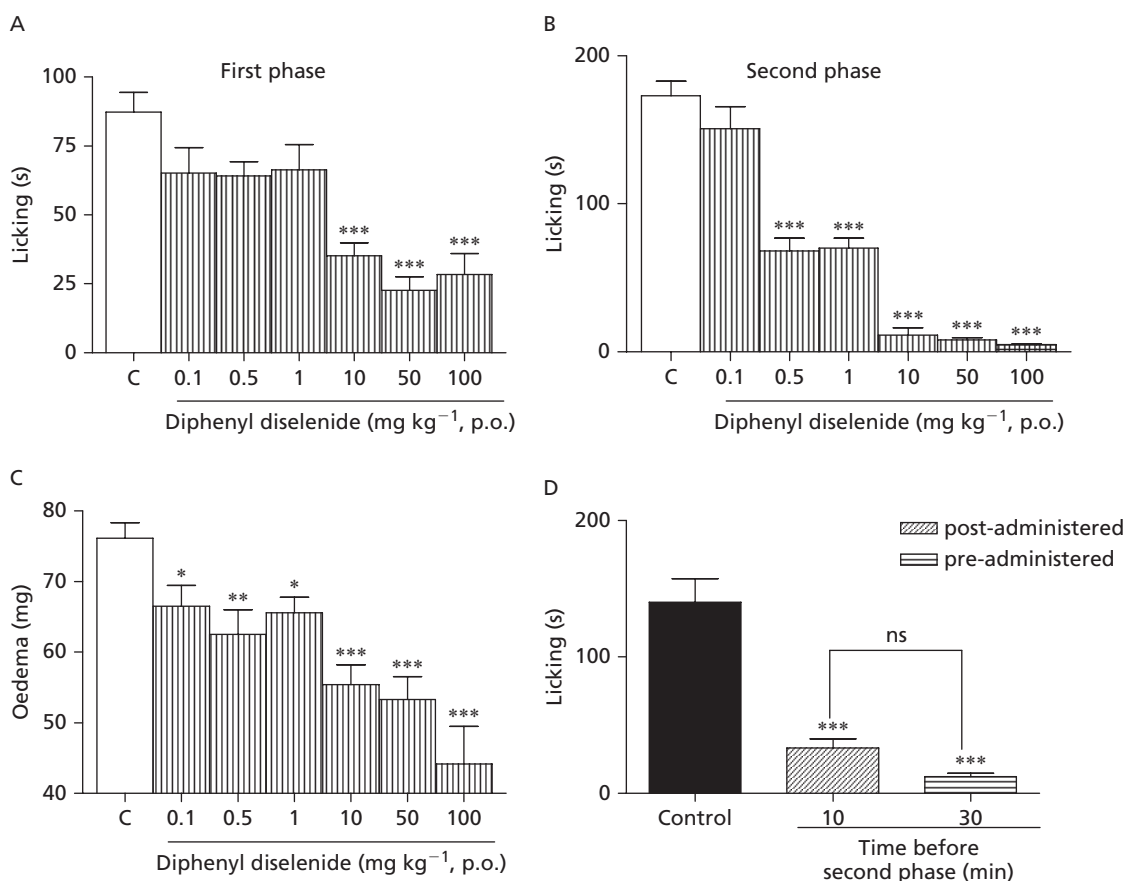 A
First phase
100
75
50
25
0
Licking (s)
***
***
***
C 0.1 0.5 1 10 50 100
Diphenyl diselenide (mg kg⁻¹, p.o.)
B
Second phase
200
100
0
Licking (s)
***
***
***
***
***
C 0.1 0.5 1 10 50 100
Diphenyl diselenide (mg kg⁻¹, p.o.)
C
80
70
60
50
40
Oedema (mg)
*
**
*
***
***
***
C 0.1 0.5 1 10 50 100
Diphenyl diselenide (mg kg⁻¹, p.o.)
D
200
100
0
Licking (s)
post-administered
pre-administered
ns
***
***
Control 10 30
Time before
second phase (min)